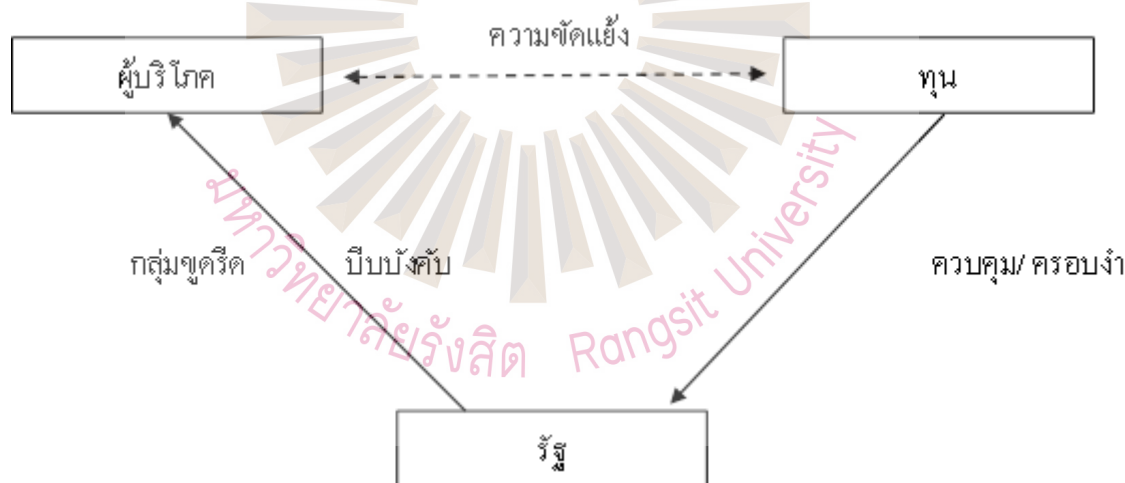 ความขัดแย้ง
ผู้บริโภค
ทุน
กลุ่มขูดรีด
บีบบังคับ
ควบคุม/ ครอบงำ
มหาวิทยาลัยรังสิต Rangsit University
รัฐ